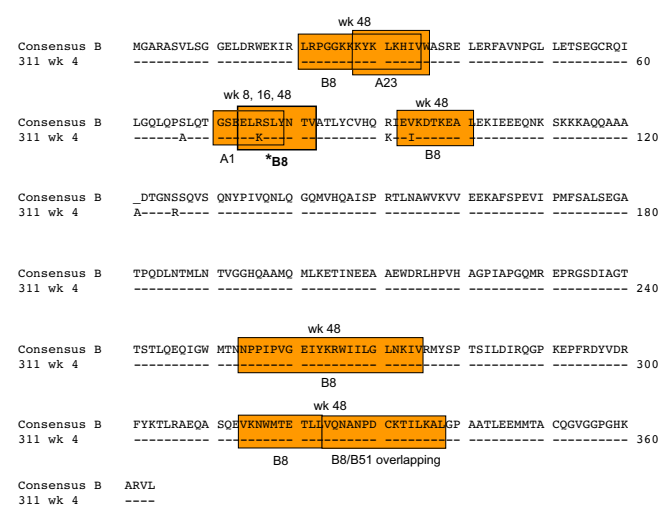 wk 48
Consensus B MGARASVLSG GELDRWEKIR LRPGGKKKYK LKHIVWASRE LERFAVNPGL LETSEGCRQI
311 wk 4 ---------- ---------- ---------- ---------- ---------- ---------- 60
B8 A23
wk 8, 16, 48 wk 48
Consensus B LGQLQPSLQT GSEELRSLYN TVATLYCVHQ RIEVKDTKEA LEKIEEEQNK SKKKAQQAAA
311 wk 4 ------A--- -----K---- ---------- K--I------ ---------- ---------- 120
A1 *B8 B8
Consensus B _DTGNSSQVS QNYPIVQNLQ GQMVHQAISP RTLNAWVKVV EEKAFSPEVI PMFSALSEGA
311 wk 4 A----R---- ---------- ---------- ---------- ---------- ---------- 180
Consensus B TPQDLNTMLN TVGGHQAAMQ MLKETINEEA AEWDRLHPVH AGPIAPGQMR EPRGSDIAGT
311 wk 4 ---------- ---------- ---------- ---------- ---------- ---------- 240
wk 48
Consensus B TSTLQEQIGW MTNNPPIPVG EIYKRWIILG LNKIVRMYSP TSILDIRQGP KEPFRDYVDR
311 wk 4 ---------- ---------- ---------- ---------- ---------- ---------- 300
B8
wk 48
Consensus B FYKTLRAEQA SQEVKNWMTE TLLVQNANPD CKTILKALGP AATLEEMMTA CQGVGGPGHK
311 wk 4 ---------- ---------- ---------- ---------- ---------- ---------- 360
B8 B8/B51 overlapping
Consensus B ARVL
311 wk 4 ----